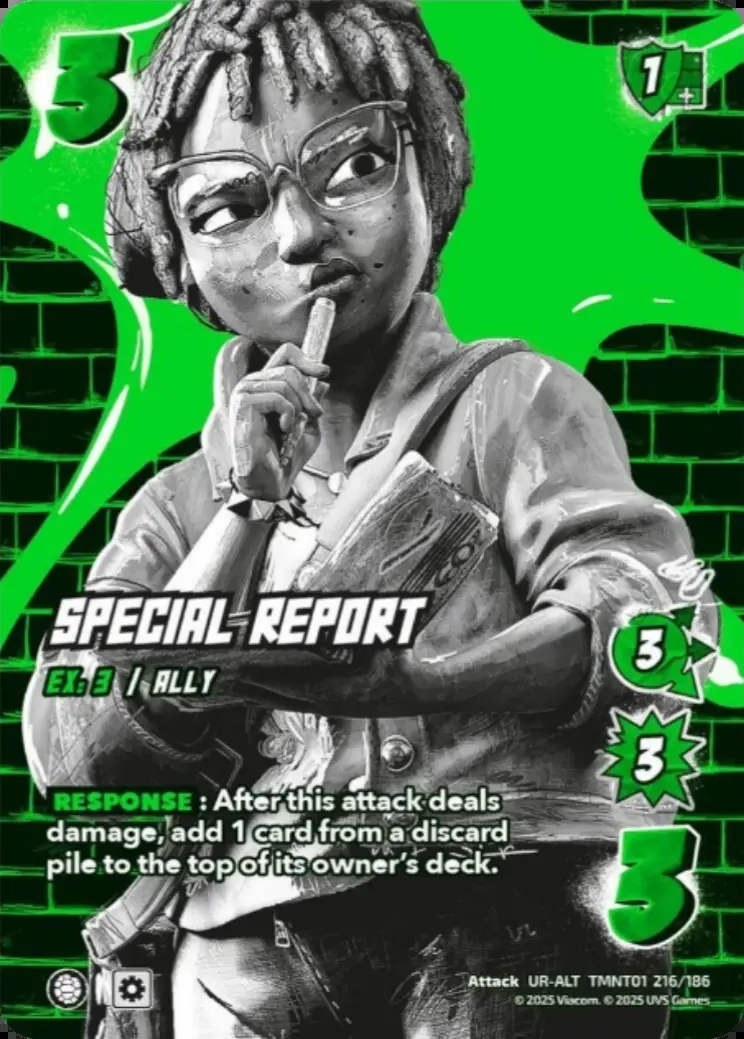 3
1
+
SPECIAL REPORT
EX: 3 / ALLY
3
3
RESPONSE : After this attack deals
damage, add 1 card from a discard
pile to the top of its owner's deck.
3
Attack UR-ALT TMNT01 216/186
© 2025 Viacom. © 2025 UVS Games